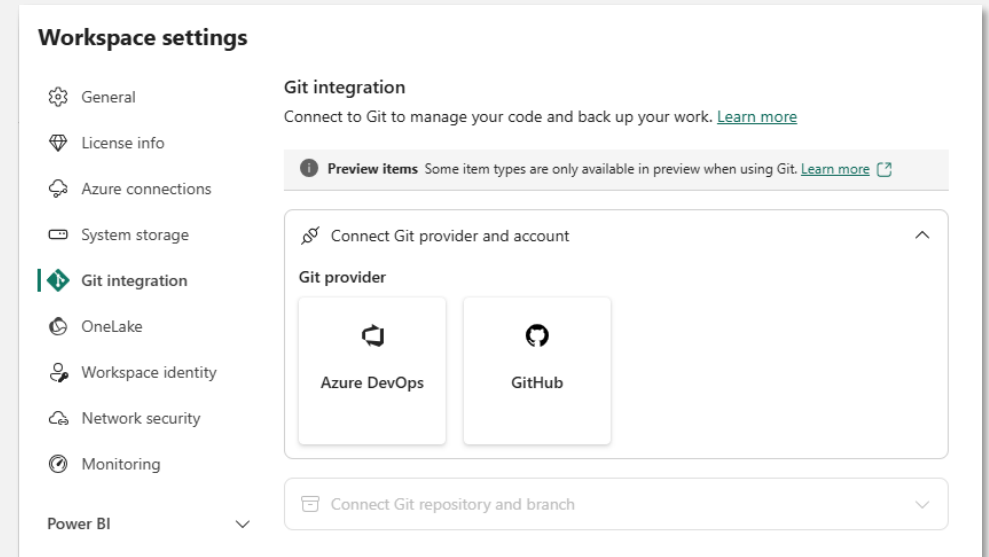 Workspace settings
General
License info
Azure connections
System storage
Git integration
OneLake
Workspace identity
Network security
Monitoring
Power BI
Git integration
Connect to Git to manage your code and back up your work. Learn more
Preview items Some item types are only available in preview when using Git. Learn more
Connect Git provider and account
Git provider
Azure DevOps
GitHub
Connect Git repository and branch